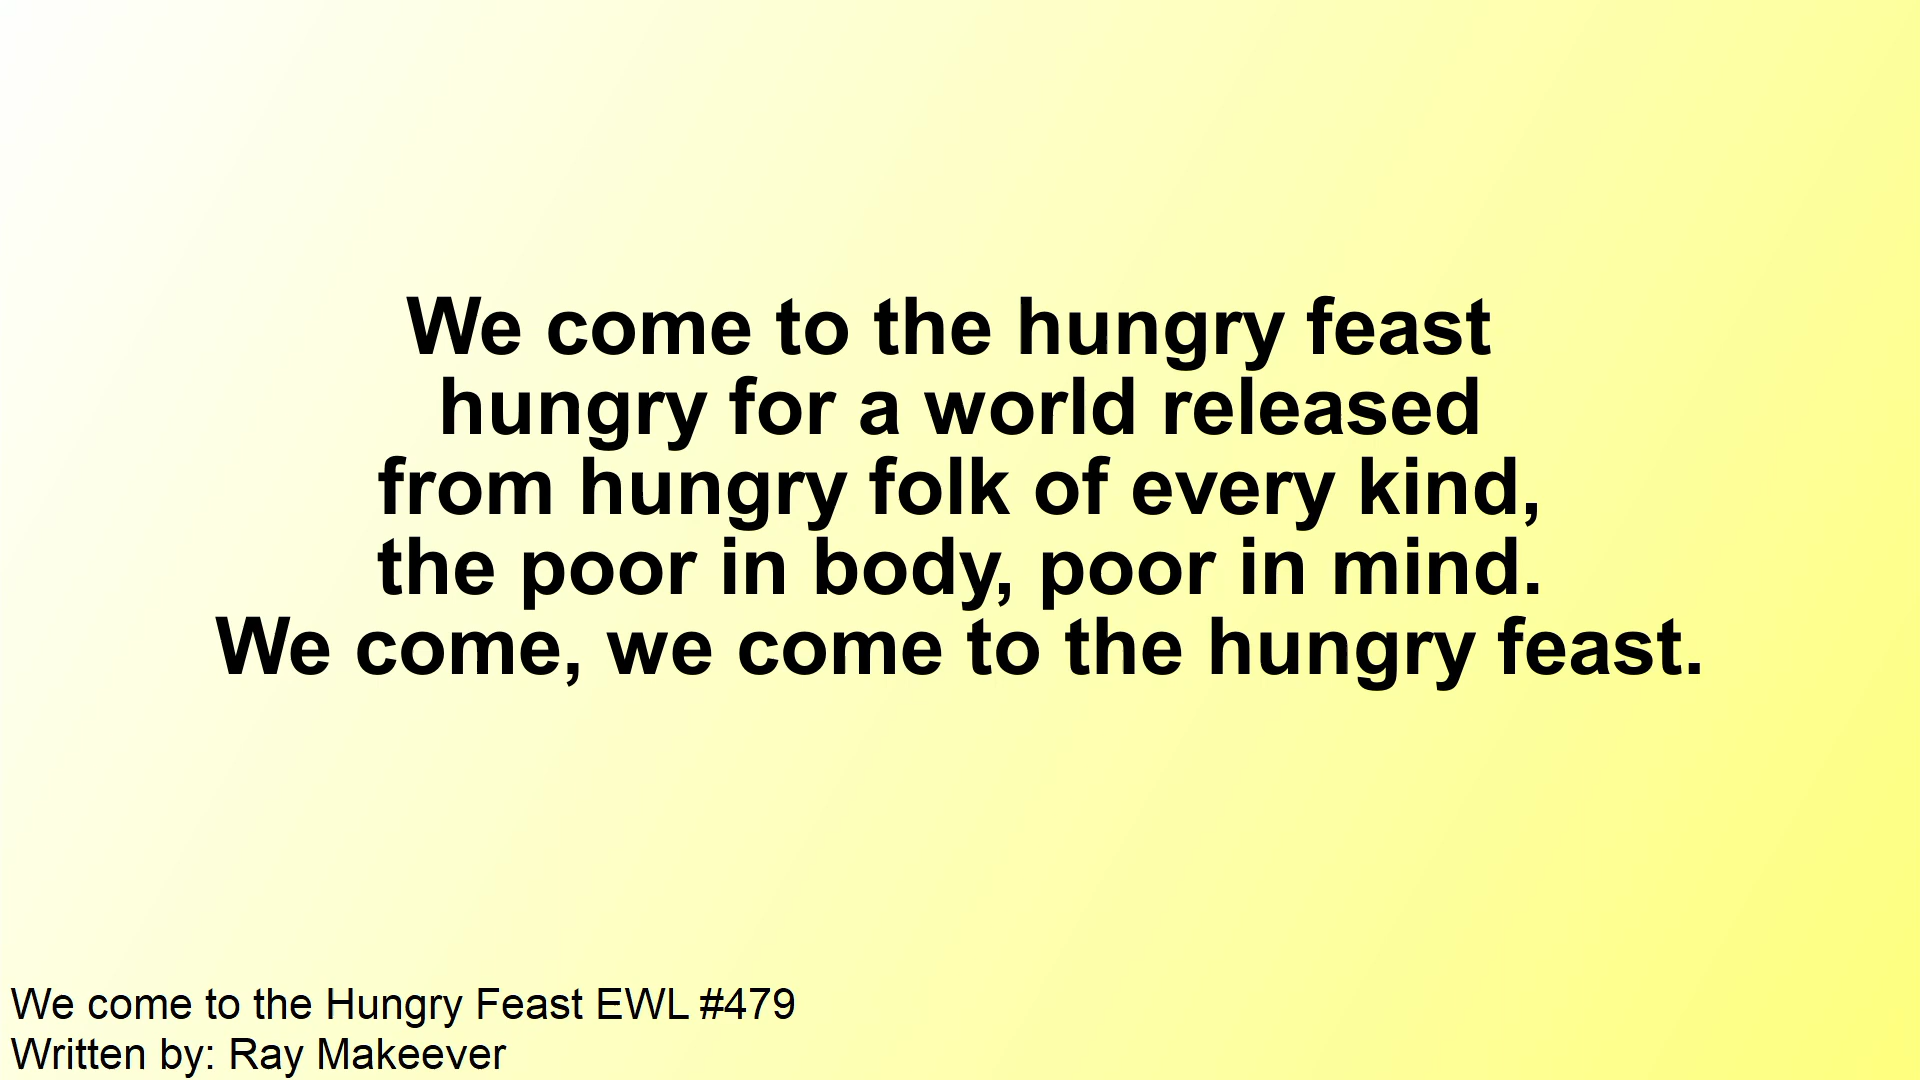 We come to the hungry feast
hungry for a world released
from hungry folk of every kind,
the poor in body, poor in mind.
We come, we come to the hungry feast.
We come to the Hungry Feast EWL #479
Written by: Ray Makeever